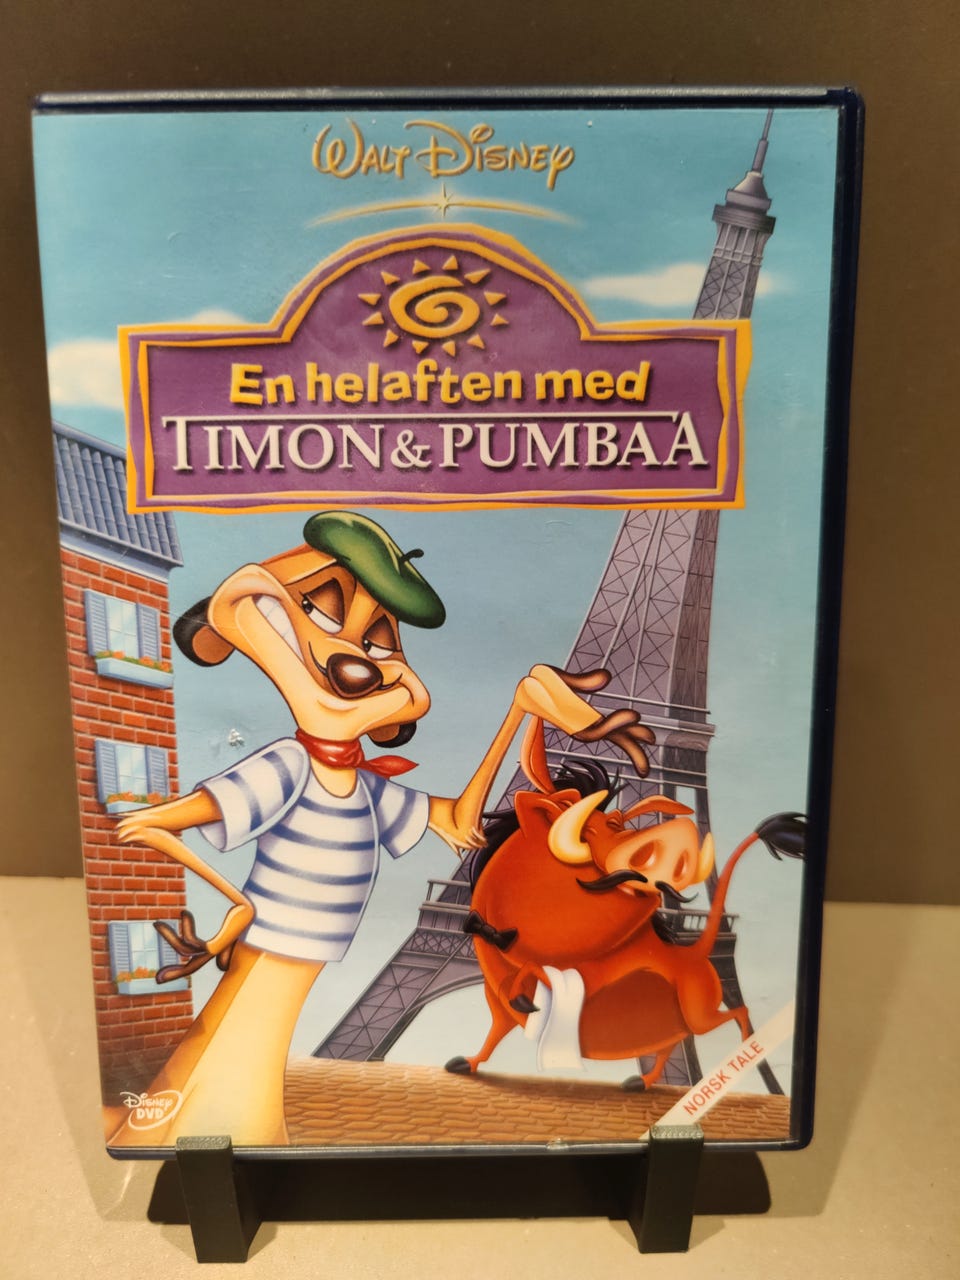 WALT DISNEY
En helaften med
TIMON & PUMBAA
DISNEY
DVD
NORSK TALE